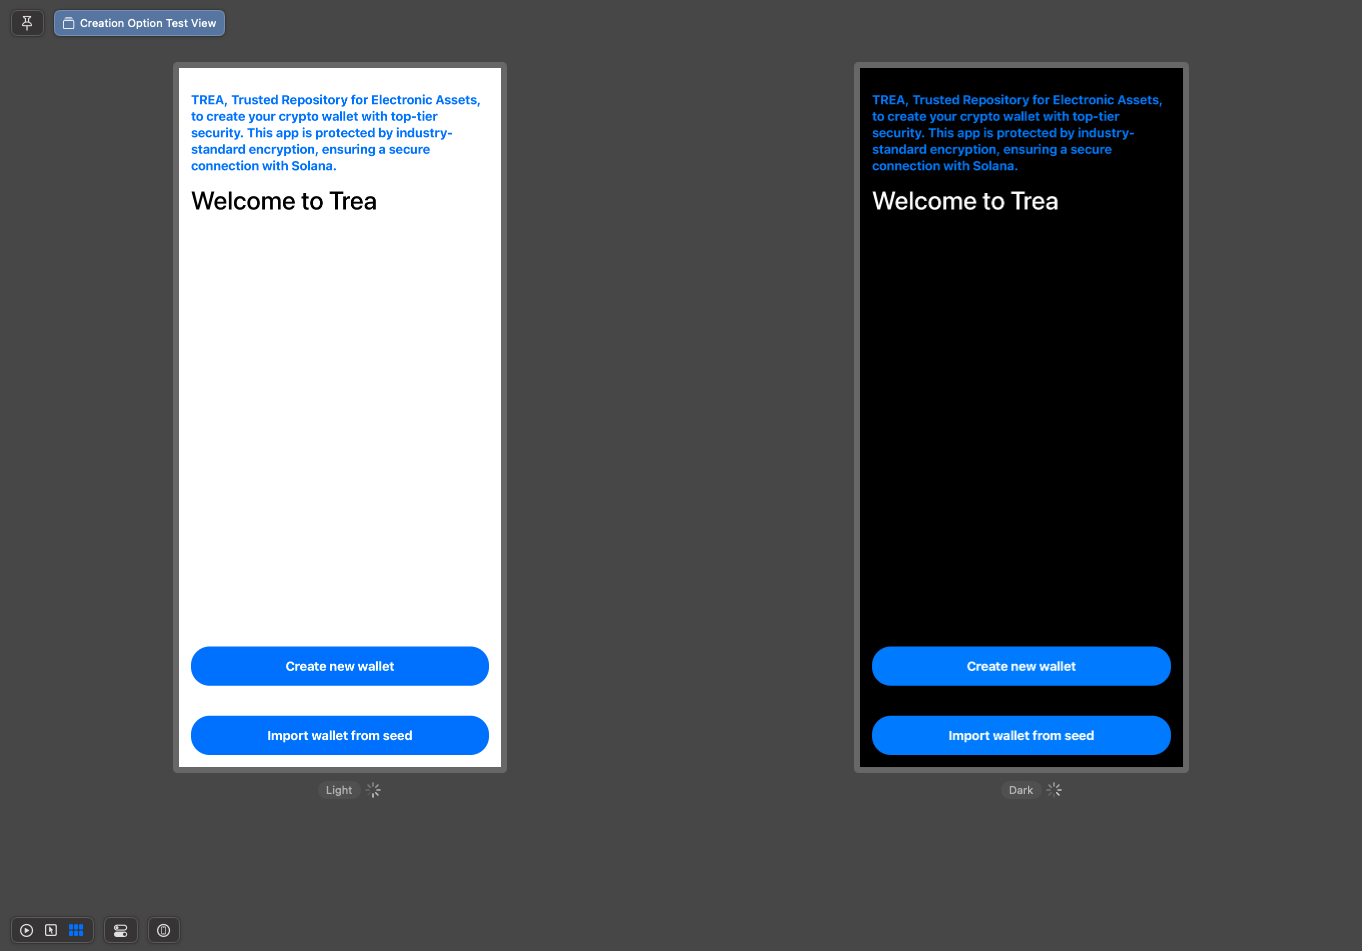 Creation Option Test View
TREA, Trusted Repository for Electronic Assets,
to create your crypto wallet with top-tier
security. This app is protected by industry-
standard encryption, ensuring a secure
connection with Solana.
Welcome to Trea
Create new wallet
Import wallet from seed
Light
TREA, Trusted Repository for Electronic Assets,
to create your crypto wallet with top-tier
security. This app is protected by industry-
standard encryption, ensuring a secure
connection with Solana.
Welcome to Trea
Create new wallet
Import wallet from seed
Dark